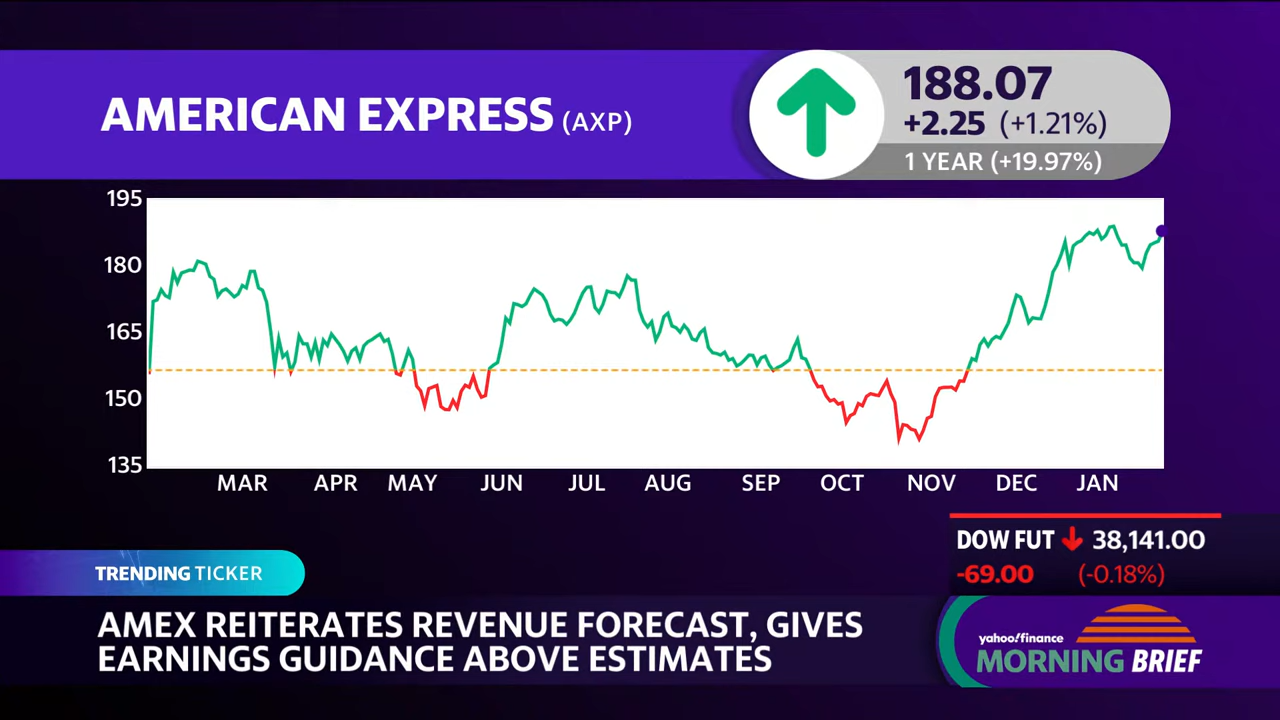 AMERICAN EXPRESS (AXP)
188.07
+2.25 (+1.21%)
1 YEAR (+19.97%)
195
180
165
150
135
MAR APR MAY JUN JUL AUG SEP OCT NOV DEC JAN
DOW FUT 38,141.00
-69.00 (-0.18%)
TRENDING TICKER
AMEX REITERATES REVENUE FORECAST, GIVES
EARNINGS GUIDANCE ABOVE ESTIMATES
yahoo!finance
MORNING BRIEF